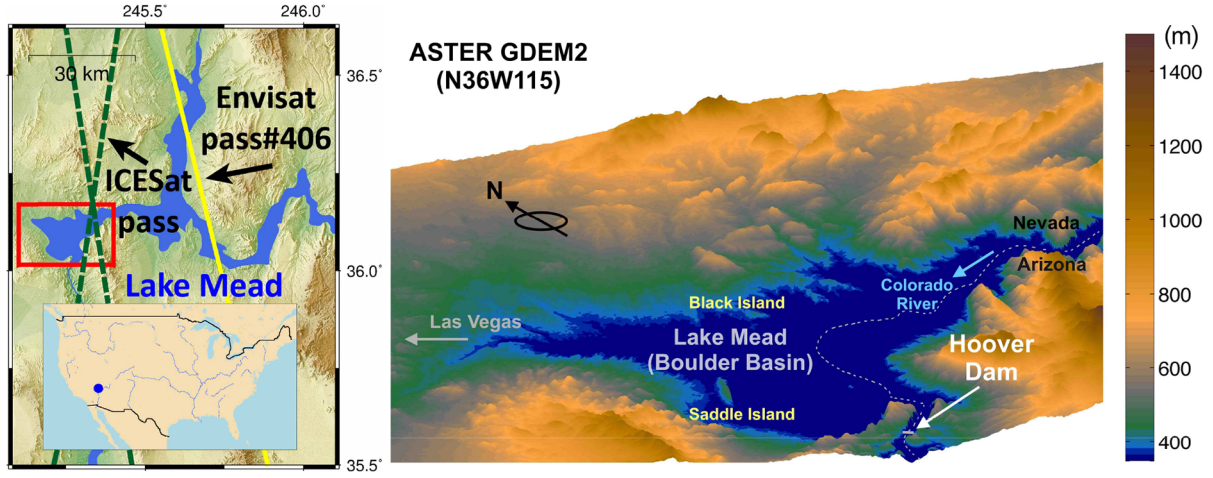 245.5° 246.0°
30 km
36.5°
Envisat
pass#406
ICESat
pass
36.0°
Lake Mead
35.5°
ASTER GDEM2
(N36W115)
N
Nevada
Arizona
Colorado
River
Black Island
Las Vegas
Lake Mead
(Boulder Basin)
Hoover
Dam
Saddle Island
(m)
1400
1200
1000
800
600
400